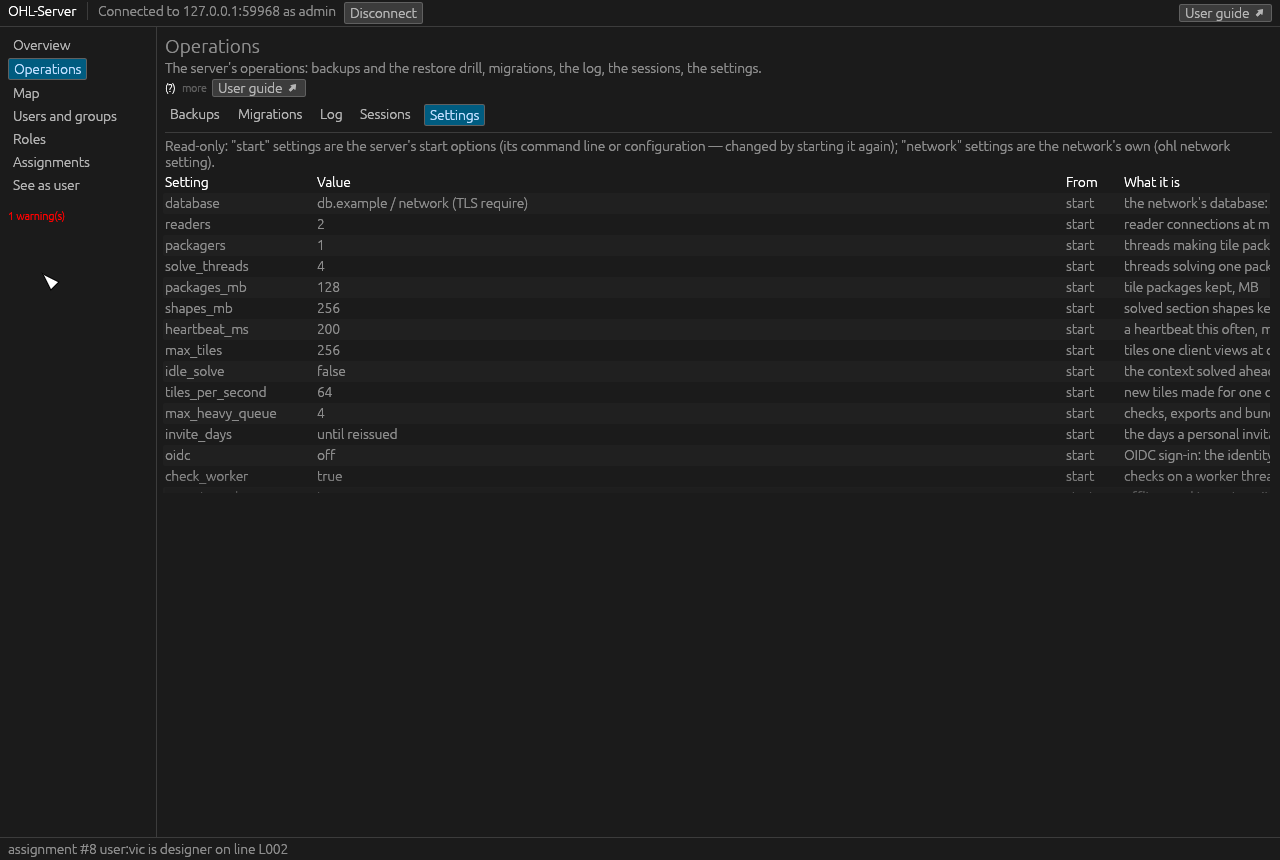 OHL-Server Connected to 127.0.0.1:59968 as admin Disconnect User guide
Overview
Operations
Map
Users and groups
Roles
Assignments
See as user
1 warning(s)
Operations
The server's operations: backups and the restore drill, migrations, the log, the sessions, the settings.
(?) more User guide
Backups Migrations Log Sessions Settings
Read-only: "start" settings are the server's start options (its command line or configuration — changed by starting it again); "network" settings are the network's own (ohl network
setting).
Setting Value From What it is
database db.example / network (TLS require) start the network's database:
readers 2 start reader connections at m
packagers 1 start threads making tile pack
solve_threads 4 start threads solving one pack
packages_mb 128 start tile packages kept, MB
shapes_mb 256 start solved section shapes ke
heartbeat_ms 200 start a heartbeat this often, m
max_tiles 256 start tiles one client views at
idle_solve false start the context solved ahea
tiles_per_second 64 start new tiles made for one
max_heavy_queue 4 start checks, exports and bun
invite_days until reissued start the days a personal invit
oidc off start OIDC sign-in: the identity
check_worker true start checks on a worker threa
assignment #8 user:vic is designer on line L002